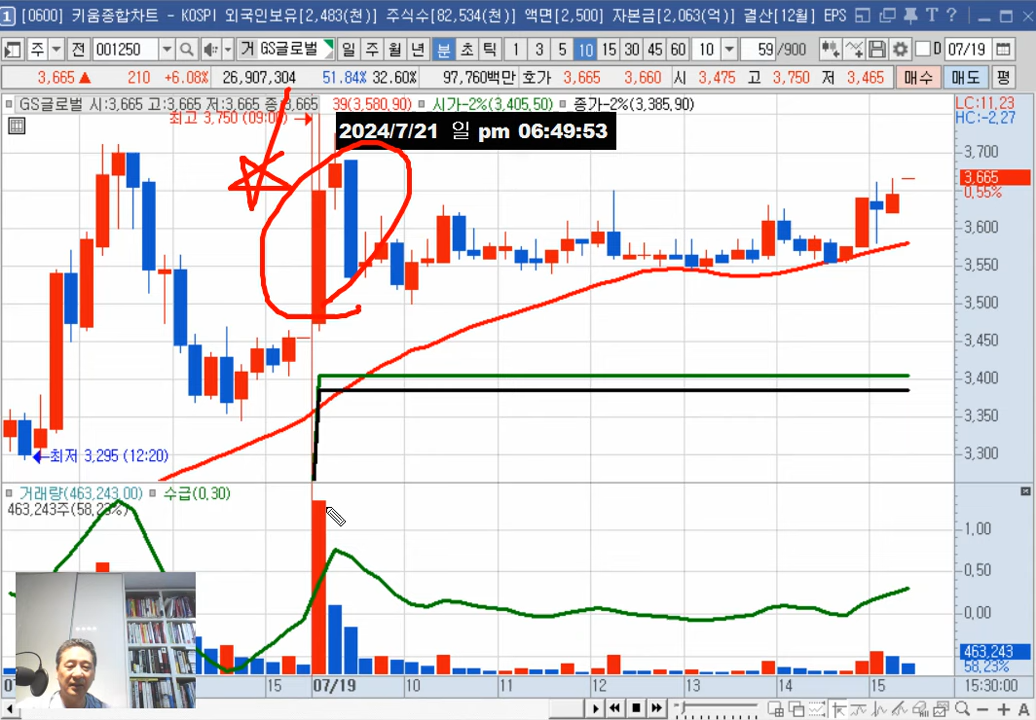 1 [0600] 키움종합차트 - KOSPI 외국인보유[2,483(천)] 주식수[82,534(천)] 액면[2,500] 자본금[2,063(억)] 결산[12월] EPS T ?
주 전 001250 거 GS글로벌 일 주 월 년 분 초 틱 1 3 5 10 15 30 45 60 10 59 /900 D 07/19
3,665 ▲ 210 +6.08% 26,907,304 51.84% 32.60% 97,760백만 호가 3,665 3,660 시 3,475 고 3,750 저 3,465 매수 매도 평
GS글로벌 시:3,665 고:3,665 저:3,665 종:3,665 39(3,580,90) 시가-2%(3,405,50) 종가-2%(3,385,90) LC:11,23
최고 3,750 (09:00) HC:-2,27
2024/7/21 일 pm 06:49:53
3,700
3,665
0,55%
3,600
3,550
3,500
3,450
3,400
3,350
3,300
최저 3,295 (12:20)
거래량(463,243,00) 수급(0,30)
463,243주(58,23%)
1,00
0,50
0,00
463,243
58,23%
15 07/19 10 11 12 13 14 15 15:30:00
A